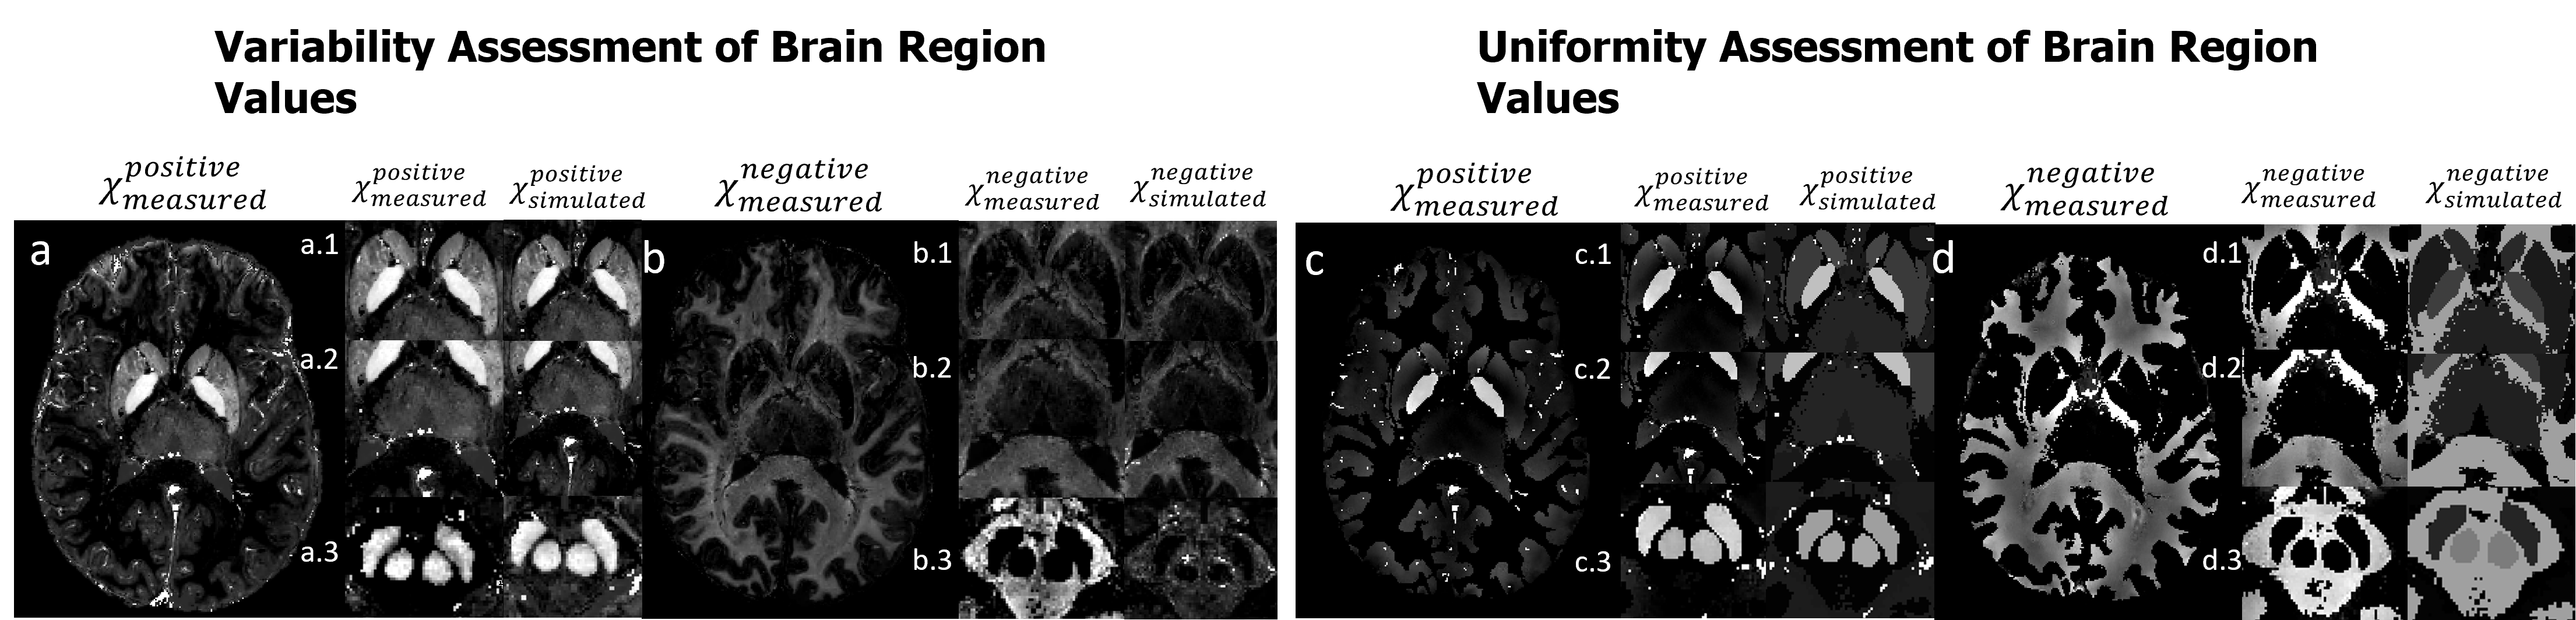 Variability Assessment of Brain Region
Values
Uniformity Assessment of Brain Region
Values
χ positive measured
χ positive measured
χ positive simulated
χ negative measured
χ negative measured
χ negative simulated
χ positive measured
χ positive measured
χ positive simulated
χ negative measured
χ negative measured
χ negative simulated
a
a.1
a.2
a.3
b
b.1
b.2
b.3
c
c.1
c.2
c.3
d
d.1
d.2
d.3